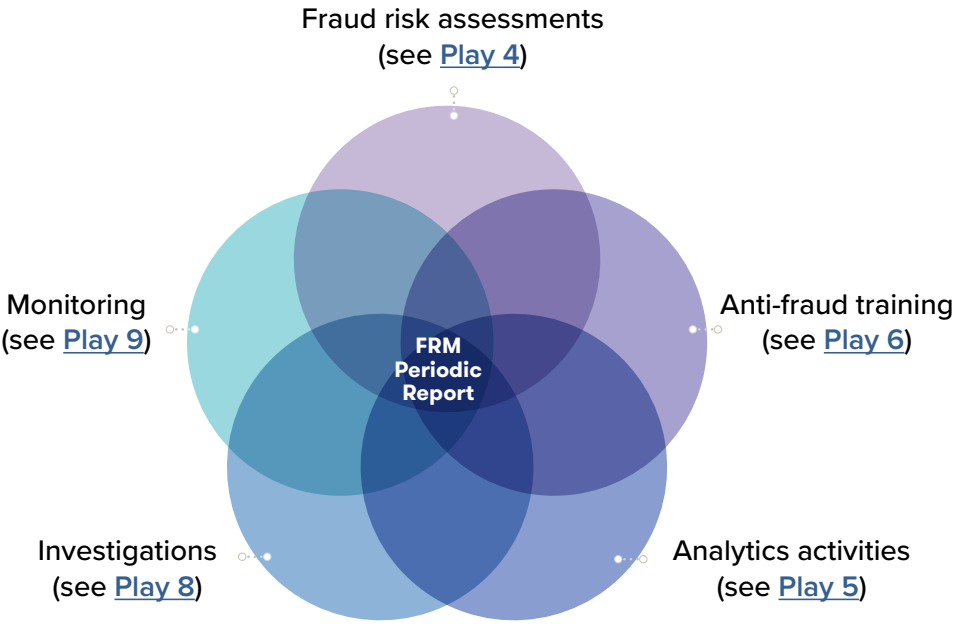 Fraud risk assessments
(see Play 4)
Monitoring
(see Play 9)
FRM
Periodic
Report
Anti-fraud training
(see Play 6)
Investigations
(see Play 8)
Analytics activities
(see Play 5)